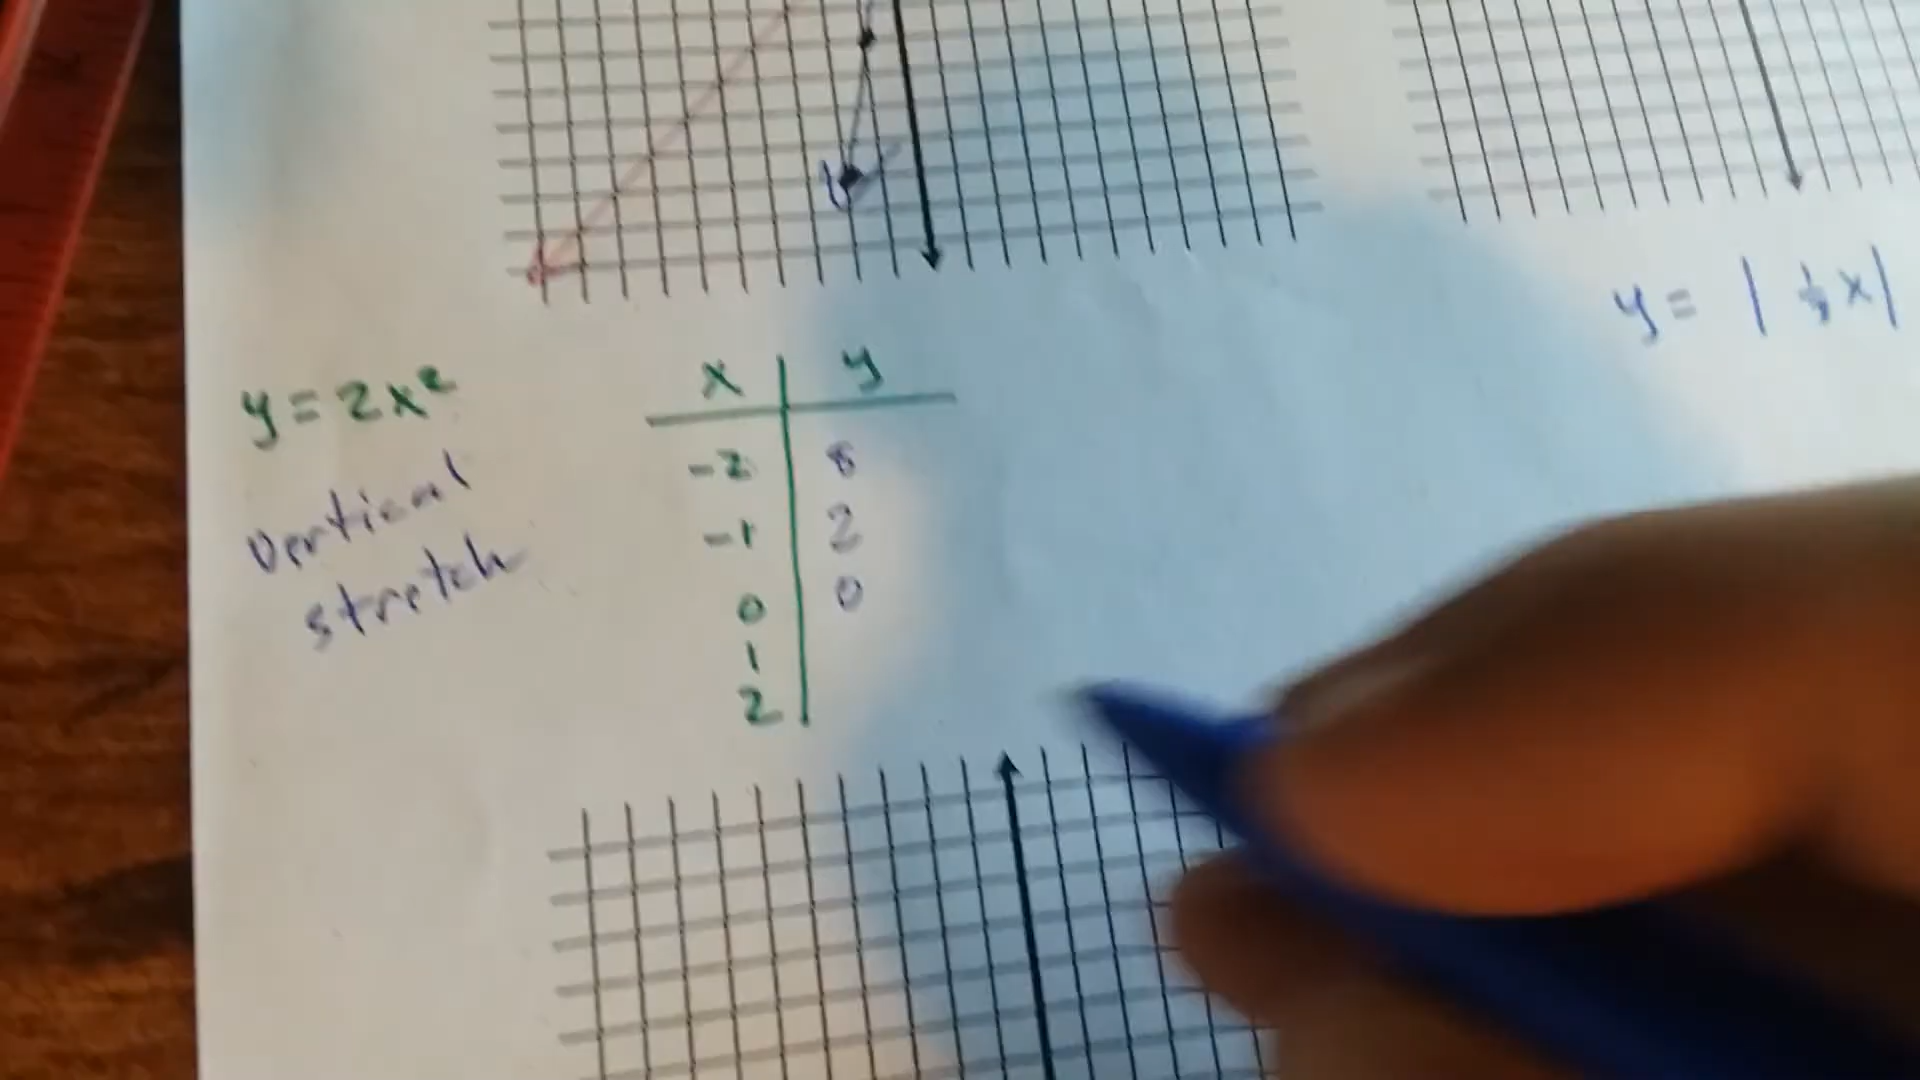 y = 2x²
vertical
stretch
x y
-2 8
-1 2
0 0
1
2
y = | ½x|